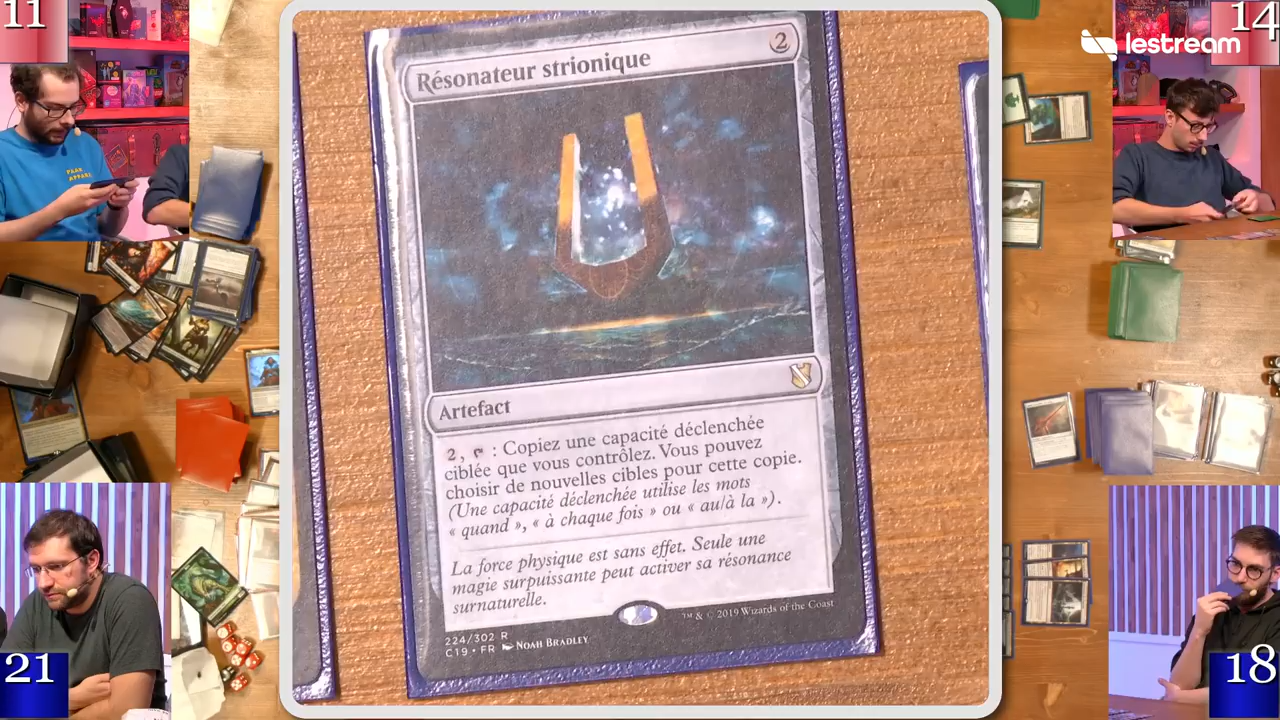 11
14
lestream
Résonateur strionique
2
Artefact
2, T : Copiez une capacité déclenchée
ciblée que vous contrôlez. Vous pouvez
choisir de nouvelles cibles pour cette copie.
(Une capacité déclenchée utilise les mots
« quand », « à chaque fois » ou « au/à la »).
La force physique est sans effet. Seule une
magie surpuissante peut activer sa résonance
surnaturelle.
224/302 R
C19 • FR NOAH BRADLEY
™ & © 2019 Wizards of the Coast
21
18